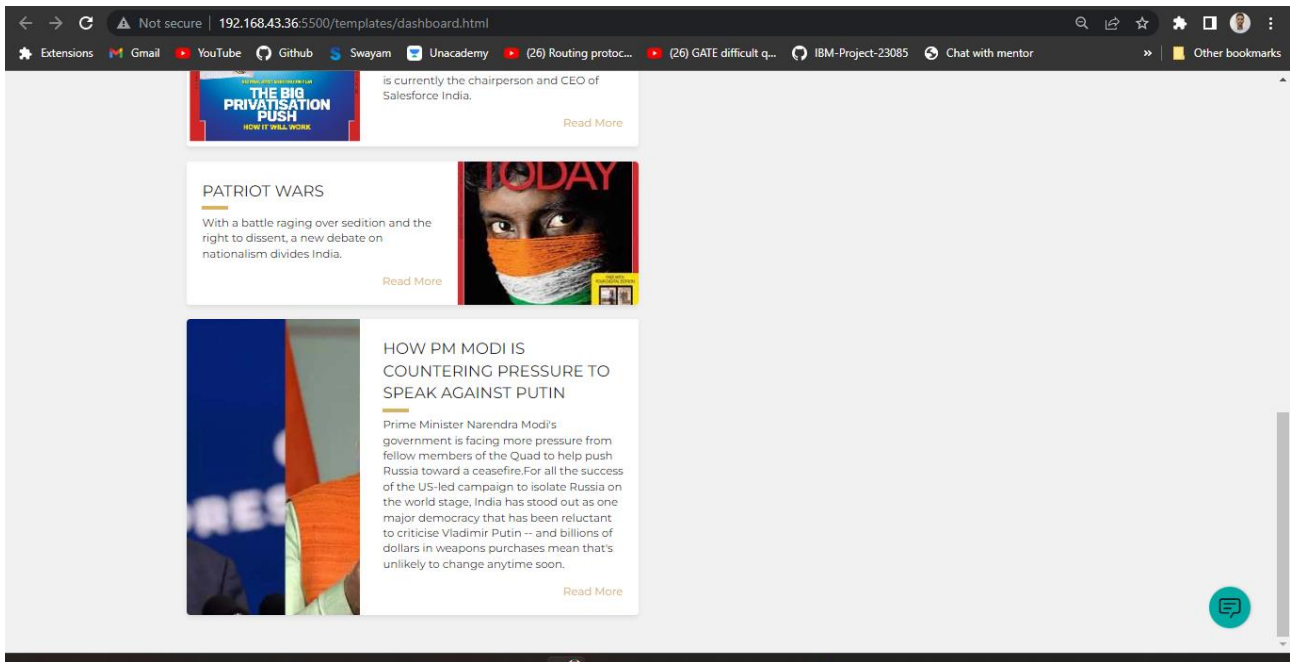 Not secure | 192.168.43.36:5500/templates/dashboard.html
Extensions Gmail YouTube Github Swayam Unacademy (26) Routing protoc... (26) GATE difficult q... IBM-Project-23085 Chat with mentor » Other bookmarks
THE BIG
PRIVATISATION
PUSH
HOW IT WILL WORK
is currently the chairperson and CEO of
Salesforce India.
Read More
PATRIOT WARS
With a battle raging over sedition and the
right to dissent, a new debate on
nationalism divides India.
Read More
TODAY
HOW PM MODI IS
COUNTERING PRESSURE TO
SPEAK AGAINST PUTIN
Prime Minister Narendra Modi's
government is facing more pressure from
fellow members of the Quad to help push
Russia toward a ceasefire.For all the success
of the US-led campaign to isolate Russia on
the world stage, India has stood out as one
major democracy that has been reluctant
to criticise Vladimir Putin -- and billions of
dollars in weapons purchases mean that's
unlikely to change anytime soon.
Read More